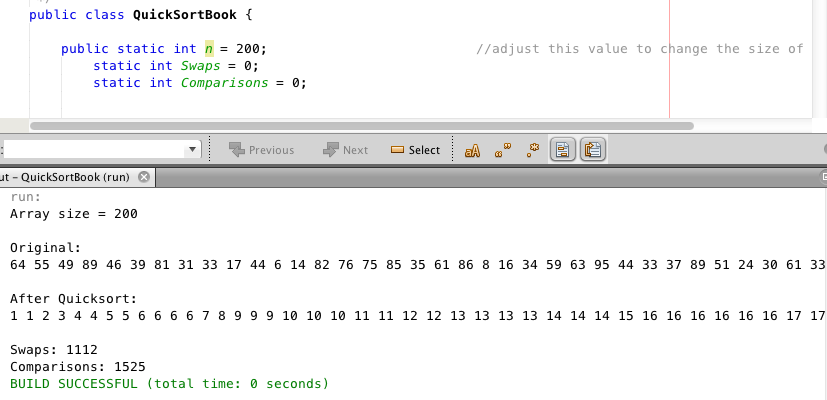 */
public class QuickSortBook {
public static int n = 200; //adjust this value to change the size of
static int Swaps = 0;
static int Comparisons = 0;
: Previous Next Select aA “” .*
ut – QuickSortBook (run)
run:
Array size = 200
Original:
64 55 49 89 46 39 81 31 33 17 44 6 14 82 76 75 85 35 61 86 8 16 34 59 63 95 44 33 37 89 51 24 30 61 33
After Quicksort:
1 1 2 3 4 4 5 5 6 6 6 6 7 8 9 9 9 10 10 10 11 11 12 12 13 13 13 13 14 14 14 15 16 16 16 16 16 16 17 17
Swaps: 1112
Comparisons: 1525
BUILD SUCCESSFUL (total time: 0 seconds)